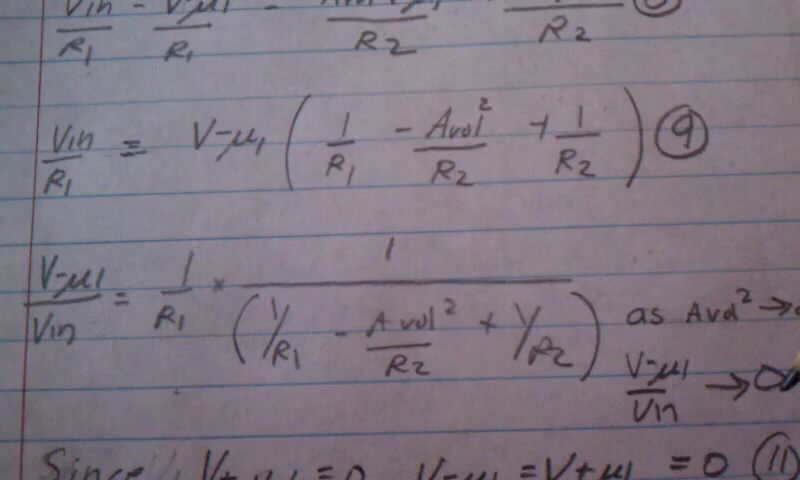 Vin/R1 - V-μ1/R1 = /R2 /R2
Vin/R1 = V-μ1 ( 1/R1 - Avol²/R2 + 1/R2 ) 9
V-μ1/Vin = 1/R1 * 1/(1/R1 - Avol²/R2 + 1/R2) as Avol² →
V-μ1/Vin →
Since V+μ1 = 0 V-μ1 = V+μ1 = 0 11